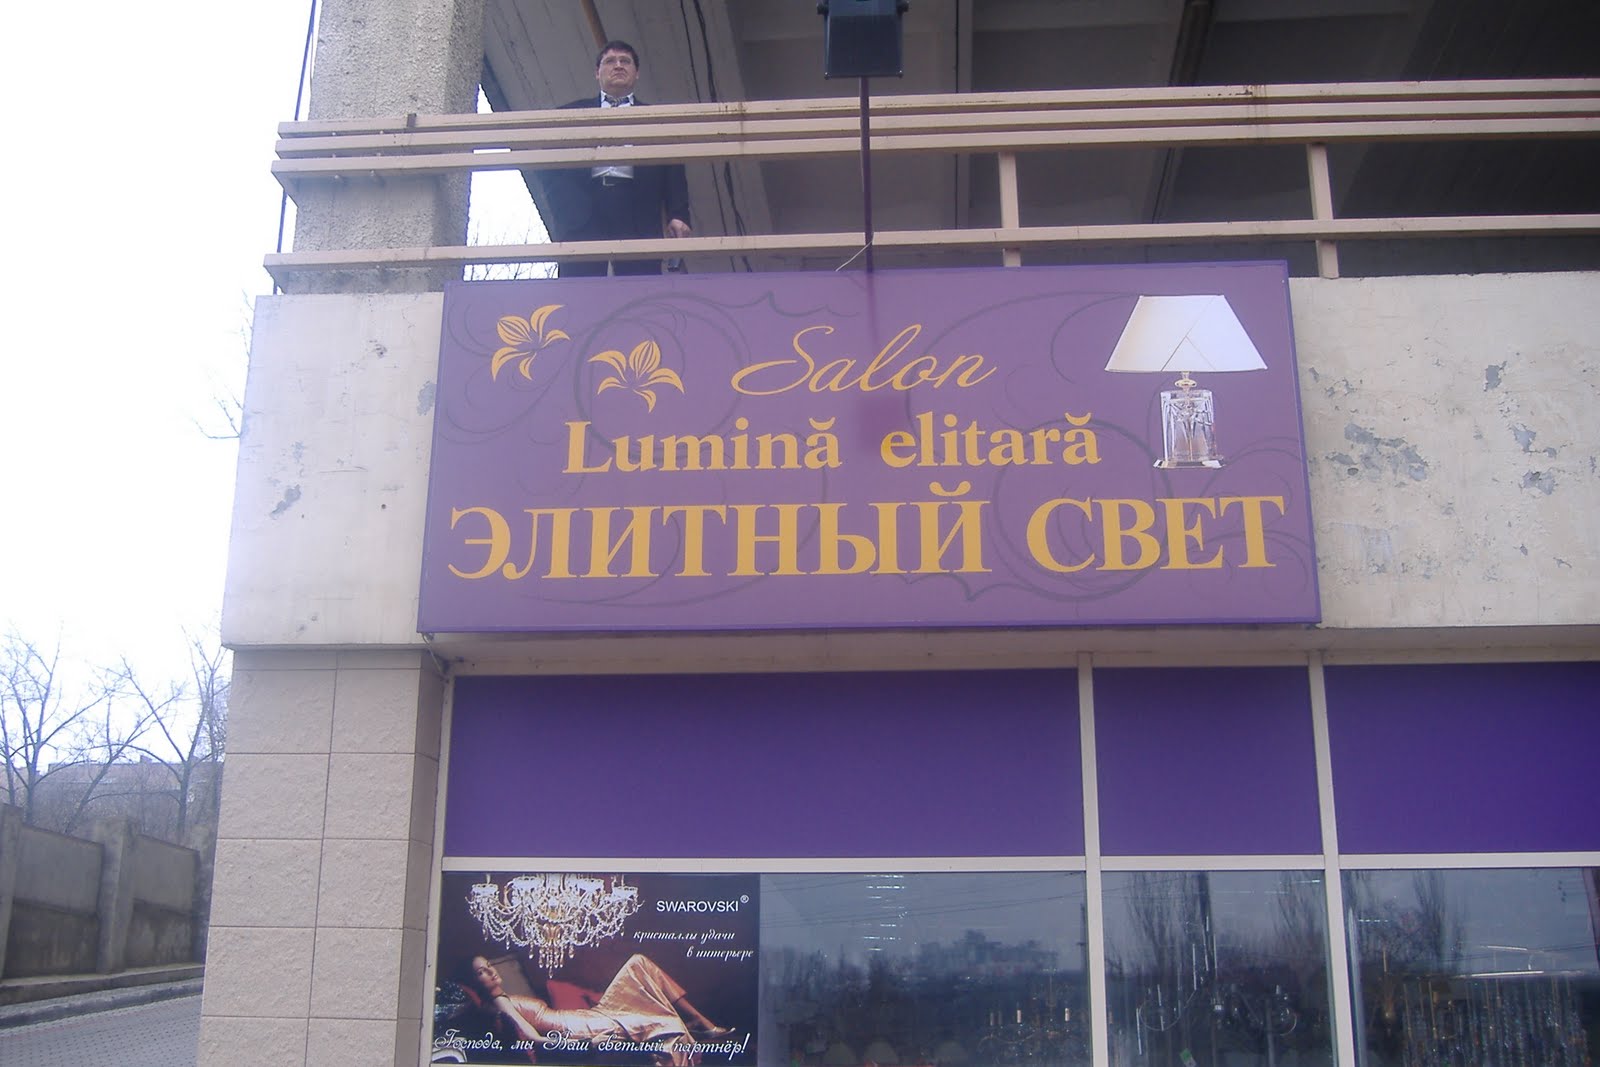 Salon
Lumină elitară
ЭЛИТНЫЙ СВЕТ
SWAROVSKI®
кристаллы удачи
в интерьере
Господа, мы Ваш светлый партнёр!